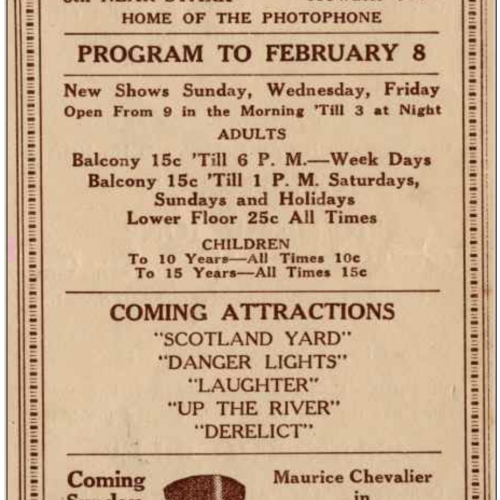 HOME OF THE PHOTOPHONE
PROGRAM TO FEBRUARY 8
New Shows Sunday, Wednesday, Friday
Open From 9 in the Morning 'Till 3 at Night
ADULTS
Balcony 15c 'Till 6 P. M.—Week Days
Balcony 15c 'Till 1 P. M. Saturdays,
Sundays and Holidays
Lower Floor 25c All Times
CHILDREN
To 10 Years—All Times 10c
To 15 Years—All Times 15c
COMING ATTRACTIONS
"SCOTLAND YARD"
"DANGER LIGHTS"
"LAUGHTER"
"UP THE RIVER"
"DERELICT"
Coming
Sunday
Maurice Chevalier
in